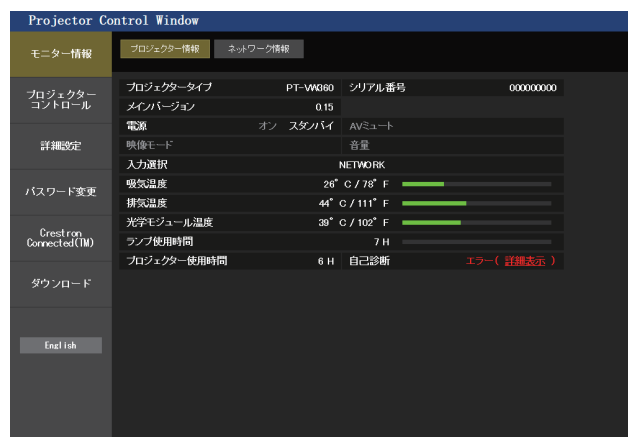 Projector Control Window
モニター情報
プロジェクター情報 ネットワーク情報
プロジェクター
コントロール
詳細設定
パスワード変更
Crestron
Connected(TM)
ダウンロード
English
プロジェクタータイプ PT-VW360 シリアル番号 000000000
メインバージョン 0.15
電源 オン スタンバイ AVミュート
映像モード 音量
入力選択 NETWORK
吸気温度 26° C / 78° F
排気温度 44° C / 111° F
光学モジュール温度 39° C / 102° F
ランプ使用時間 7 H
プロジェクター使用時間 6 H 自己診断 エラー( 詳細表示 )